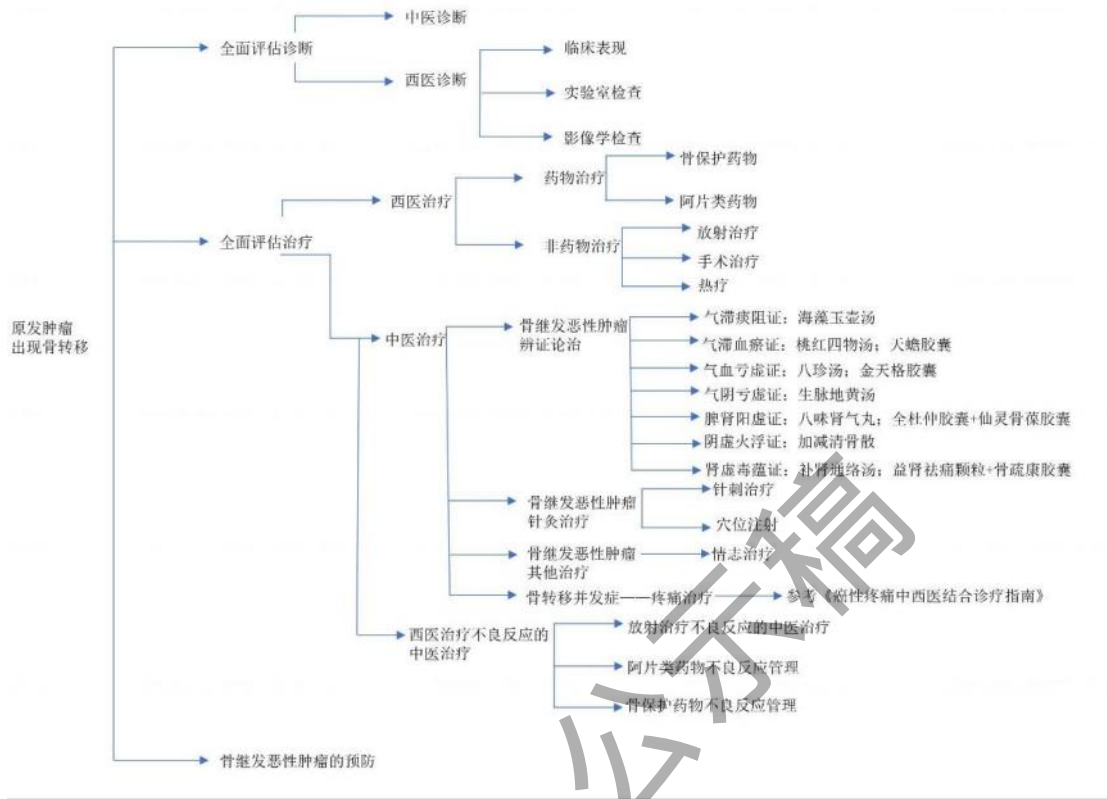 中医诊断
全面评估诊断
临床表现
西医诊断
实验室检查
影像学检查
骨保护药物
药物治疗
西医治疗
阿片类药物
放射治疗
全面评估治疗
非药物治疗
手术治疗
热疗
原发肿瘤
出现骨转移
气滞痰阻证：海藻玉壶汤
骨继发恶性肿瘤
辨证论治
中医治疗
气滞血瘀证：桃红四物汤；天蟾胶囊
气血亏虚证：八珍汤；金天格胶囊
气阴亏虚证：生脉地黄汤
脾肾阳虚证：八味肾气丸；全杜仲胶囊+仙灵骨葆胶囊
阴虚火浮证：加减清骨散
肾虚毒蕴证：补肾通络汤；益肾祛痛颗粒+骨疏康胶囊
针刺治疗
骨继发恶性肿瘤
针灸治疗
穴位注射
骨继发恶性肿瘤
其他治疗
情志治疗
骨转移并发症——疼痛治疗
参考《癌性疼痛中西医结合诊疗指南》
西医治疗不良反应的
中医治疗
放射治疗不良反应的中医治疗
阿片类药物不良反应管理
骨保护药物不良反应管理
骨继发恶性肿瘤的预防
公示稿